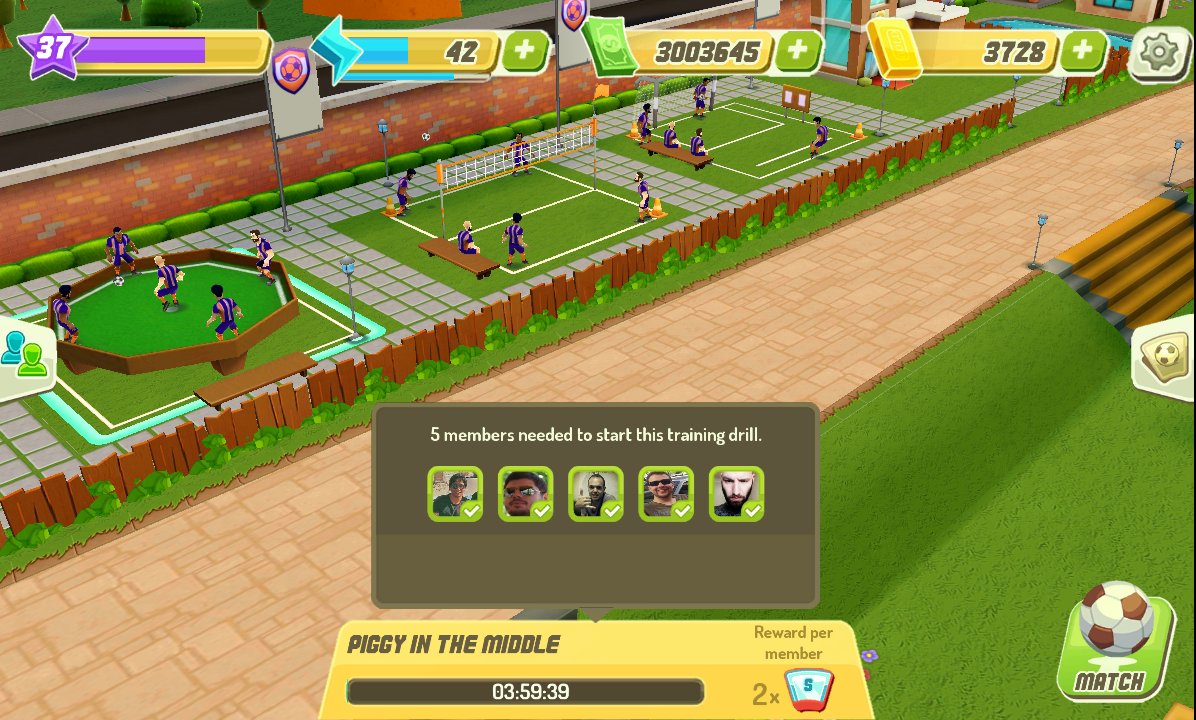 37
42
3003645
3728
5 members needed to start this training drill.
PIGGY IN THE MIDDLE
Reward per
member
03:59:39
2x
S
MATCH